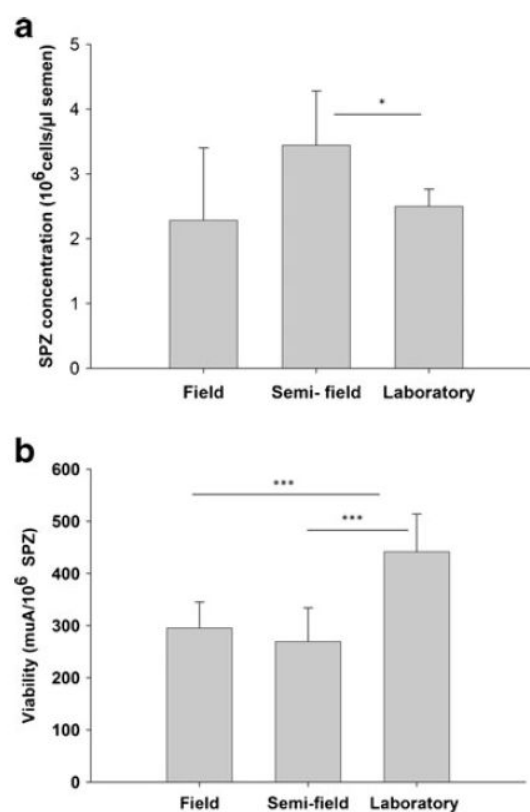 a
SPZ concentration (10⁶cells/µl semen)
5
4
3
2
1
0
*
Field Semi- field Laboratory
b
Viability (muA/10⁶ SPZ)
600
500
400
300
200
100
0
***
***
Field Semi-field Laboratory